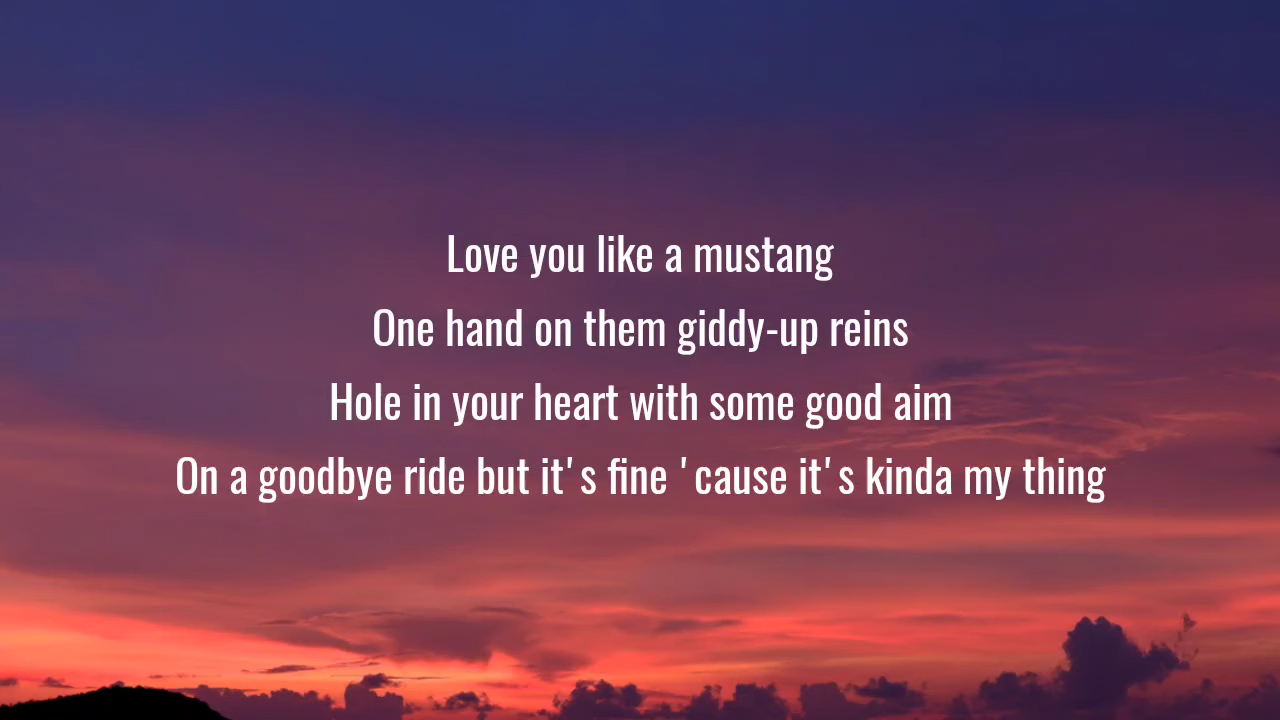 Love you like a mustang
One hand on them giddy-up reins
Hole in your heart with some good aim
On a goodbye ride but it's fine 'cause it's kinda my thing